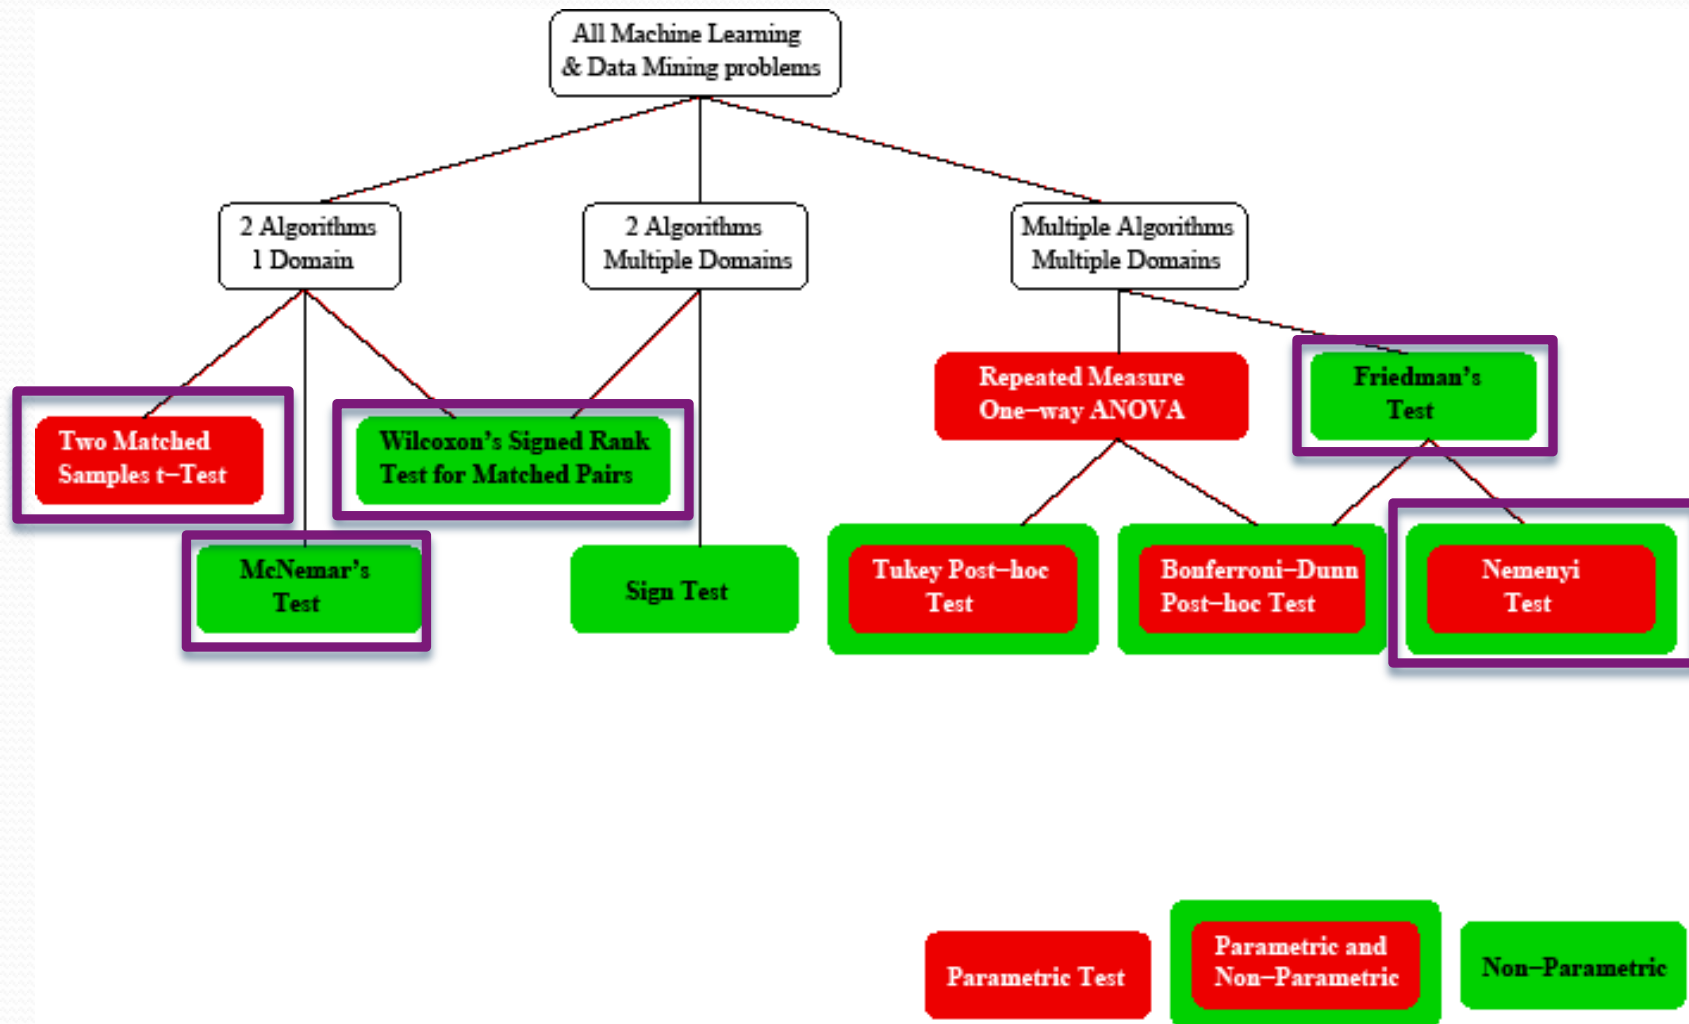 All Machine Learning
& Data Mining problems
2 Algorithms
1 Domain
2 Algorithms
Multiple Domains
Multiple Algorithms
Multiple Domains
Two Matched
Samples t−Test
Wilcoxon’s Signed Rank
Test for Matched Pairs
Repeated Measure
One−way ANOVA
Friedman’s
Test
McNemar’s
Test
Sign Test
Tukey Post−hoc
Test
Bonferroni−Dunn
Post−hoc Test
Nemenyi
Test
Parametric Test
Parametric and
Non−Parametric
Non−Parametric